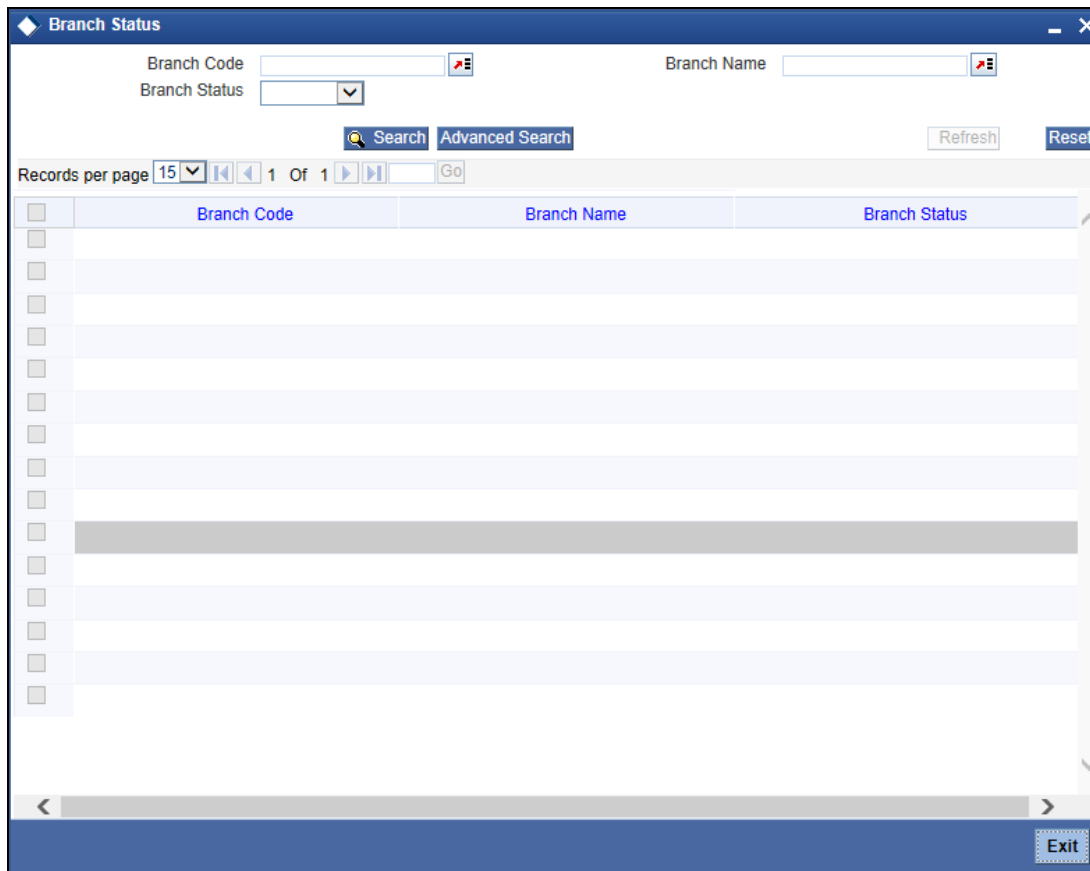 Branch Status
Branch Code
Branch Name
Branch Status
Search Advanced Search Refresh Reset
Records per page 15 1 Of 1 Go
Branch Code Branch Name Branch Status
Exit